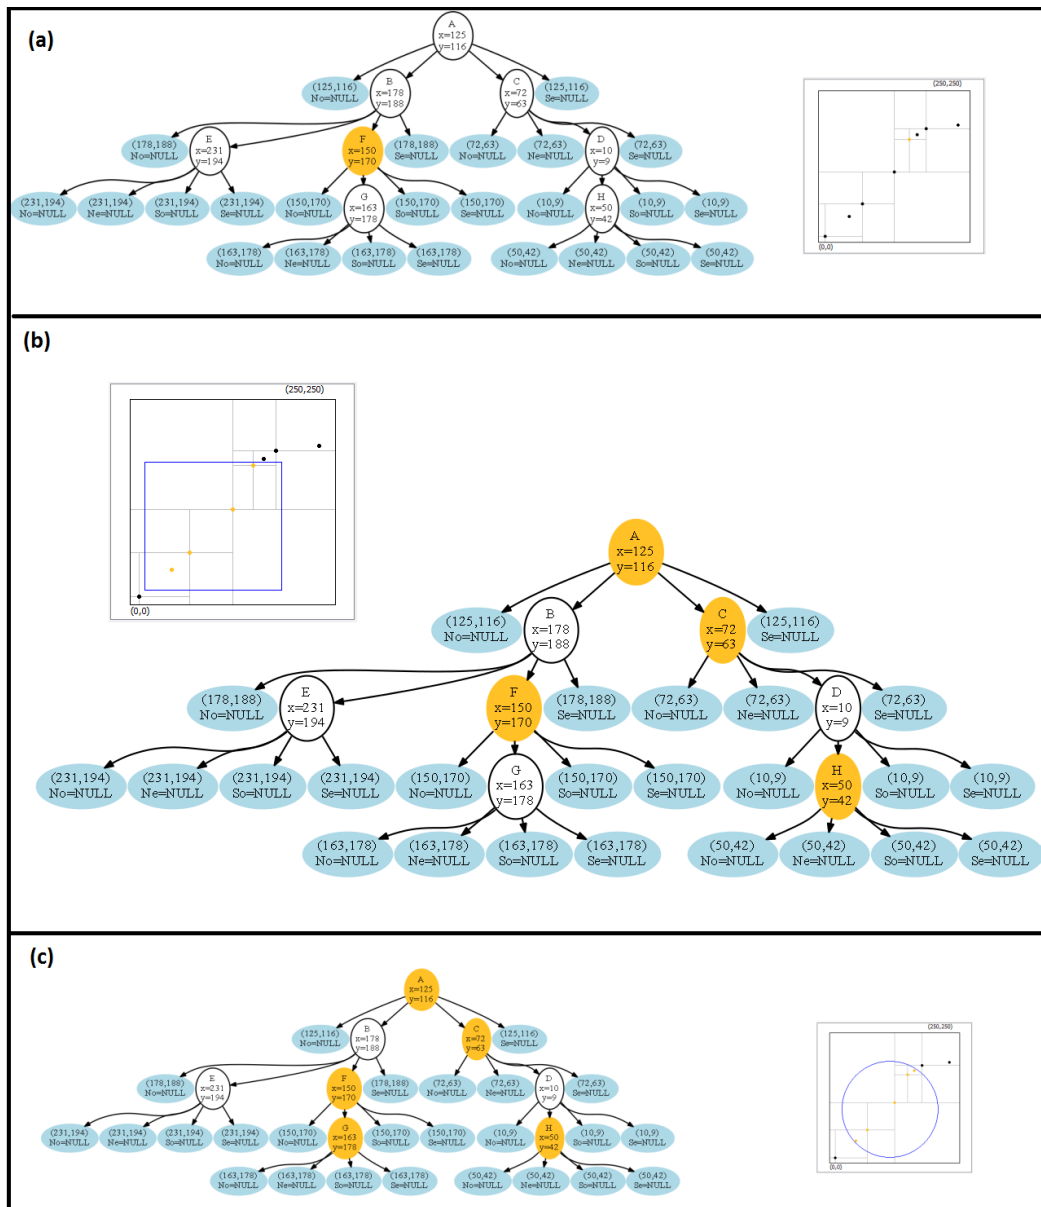 (a)
A
x=125
y=116
(250,250)
(125,116)
No=NULL
B
x=178
y=188
C
x=72
y=63
(125,116)
Se=NULL
(178,188)
No=NULL
E
x=231
y=194
F
x=150
y=170
(178,188)
Se=NULL
(72,63)
No=NULL
(72,63)
Ne=NULL
D
x=10
y=9
(72,63)
Se=NULL
(231,194)
No=NULL
(231,194)
Ne=NULL
(231,194)
So=NULL
(231,194)
Se=NULL
(150,170)
No=NULL
G
x=163
y=178
(150,170)
So=NULL
(150,170)
Se=NULL
(10,9)
No=NULL
H
x=50
y=42
(10,9)
So=NULL
(10,9)
Se=NULL
(163,178)
No=NULL
(163,178)
Ne=NULL
(163,178)
So=NULL
(163,178)
Se=NULL
(50,42)
No=NULL
(50,42)
Ne=NULL
(50,42)
So=NULL
(50,42)
Se=NULL
(0,0)
(b)
(250,250)
(0,0)
A
x=125
y=116
(125,116)
No=NULL
B
x=178
y=188
C
x=72
y=63
(125,116)
Se=NULL
(178,188)
No=NULL
E
x=231
y=194
F
x=150
y=170
(178,188)
Se=NULL
(72,63)
No=NULL
(72,63)
Ne=NULL
D
x=10
y=9
(72,63)
Se=NULL
(231,194)
No=NULL
(231,194)
Ne=NULL
(231,194)
So=NULL
(231,194)
Se=NULL
(150,170)
No=NULL
G
x=163
y=178
(150,170)
So=NULL
(150,170)
Se=NULL
(10,9)
No=NULL
H
x=50
y=42
(10,9)
So=NULL
(10,9)
Se=NULL
(163,178)
No=NULL
(163,178)
Ne=NULL
(163,178)
So=NULL
(163,178)
Se=NULL
(50,42)
No=NULL
(50,42)
Ne=NULL
(50,42)
So=NULL
(50,42)
Se=NULL
(c)
A
x=125
y=116
(250,250)
(125,116)
No=NULL
B
x=178
y=188
C
x=72
y=63
(125,116)
Se=NULL
(178,188)
No=NULL
E
x=231
y=194
F
x=150
y=170
(178,188)
Se=NULL
(72,63)
No=NULL
(72,63)
Ne=NULL
D
x=10
y=9
(72,63)
Se=NULL
(231,194)
No=NULL
(231,194)
Ne=NULL
(231,194)
So=NULL
(231,194)
Se=NULL
(150,170)
No=NULL
G
x=163
y=178
(150,170)
So=NULL
(150,170)
Se=NULL
(10,9)
No=NULL
H
x=50
y=42
(10,9)
So=NULL
(10,9)
Se=NULL
(163,178)
No=NULL
(163,178)
Ne=NULL
(163,178)
So=NULL
(163,178)
Se=NULL
(50,42)
No=NULL
(50,42)
Ne=NULL
(50,42)
So=NULL
(50,42)
Se=NULL
(0,0)